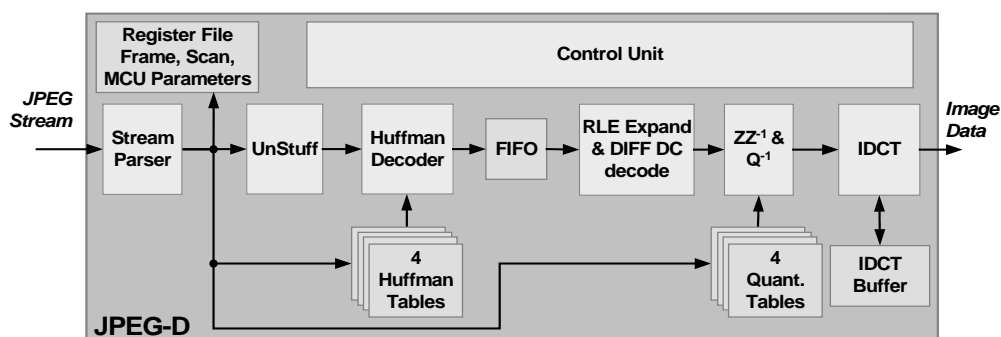 Register File
Frame, Scan,
MCU Parameters
Control Unit
JPEG
Stream
Image
Data
Stream
Parser
UnStuff
Huffman
Decoder
FIFO
RLE Expand
& DIFF DC
decode
ZZ⁻¹ &
Q⁻¹
IDCT
4
Huffman
Tables
4
Quant.
Tables
IDCT
Buffer
JPEG-D